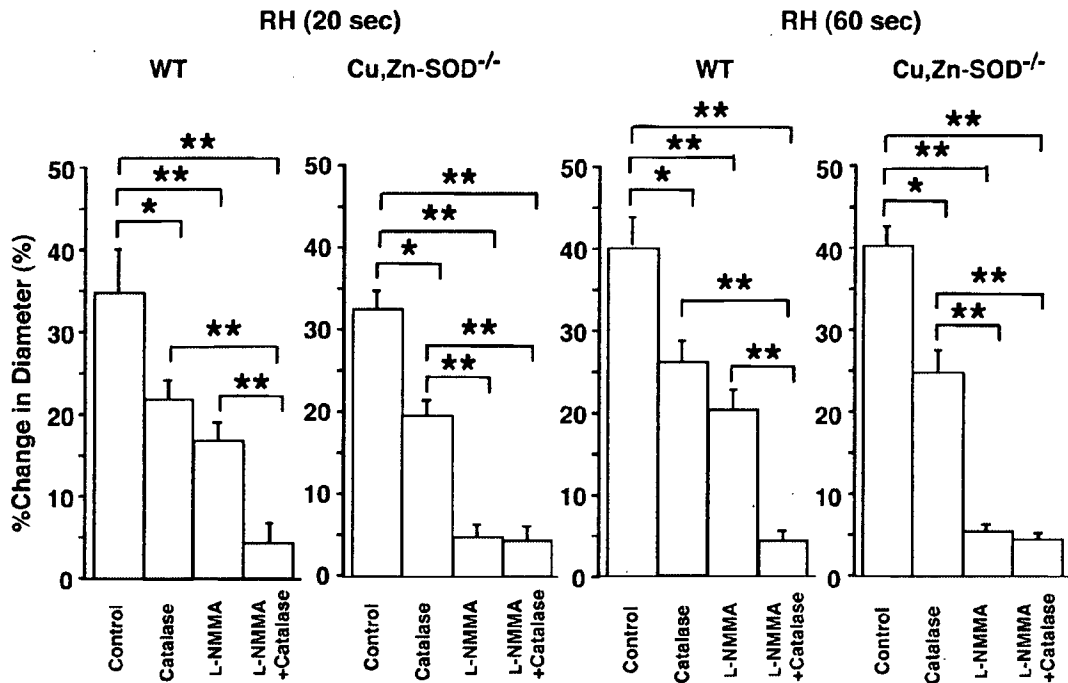 RH (20 sec)
RH (60 sec)
WT
Cu,Zn-SOD-/-
WT
Cu,Zn-SOD-/-
%Change in Diameter (%)
50
40
30
20
10
0
**
**
*
**
**
Control
Catalase
L-NMMA
L-NMMA
+Catalase
50
40
30
20
10
0
**
**
*
**
**
Control
Catalase
L-NMMA
L-NMMA
+Catalase
50
40
30
20
10
0
**
**
*
**
**
Control
Catalase
L-NMMA
L-NMMA
+Catalase
50
40
30
20
10
0
**
**
*
**
**
Control
Catalase
L-NMMA
L-NMMA
+Catalase